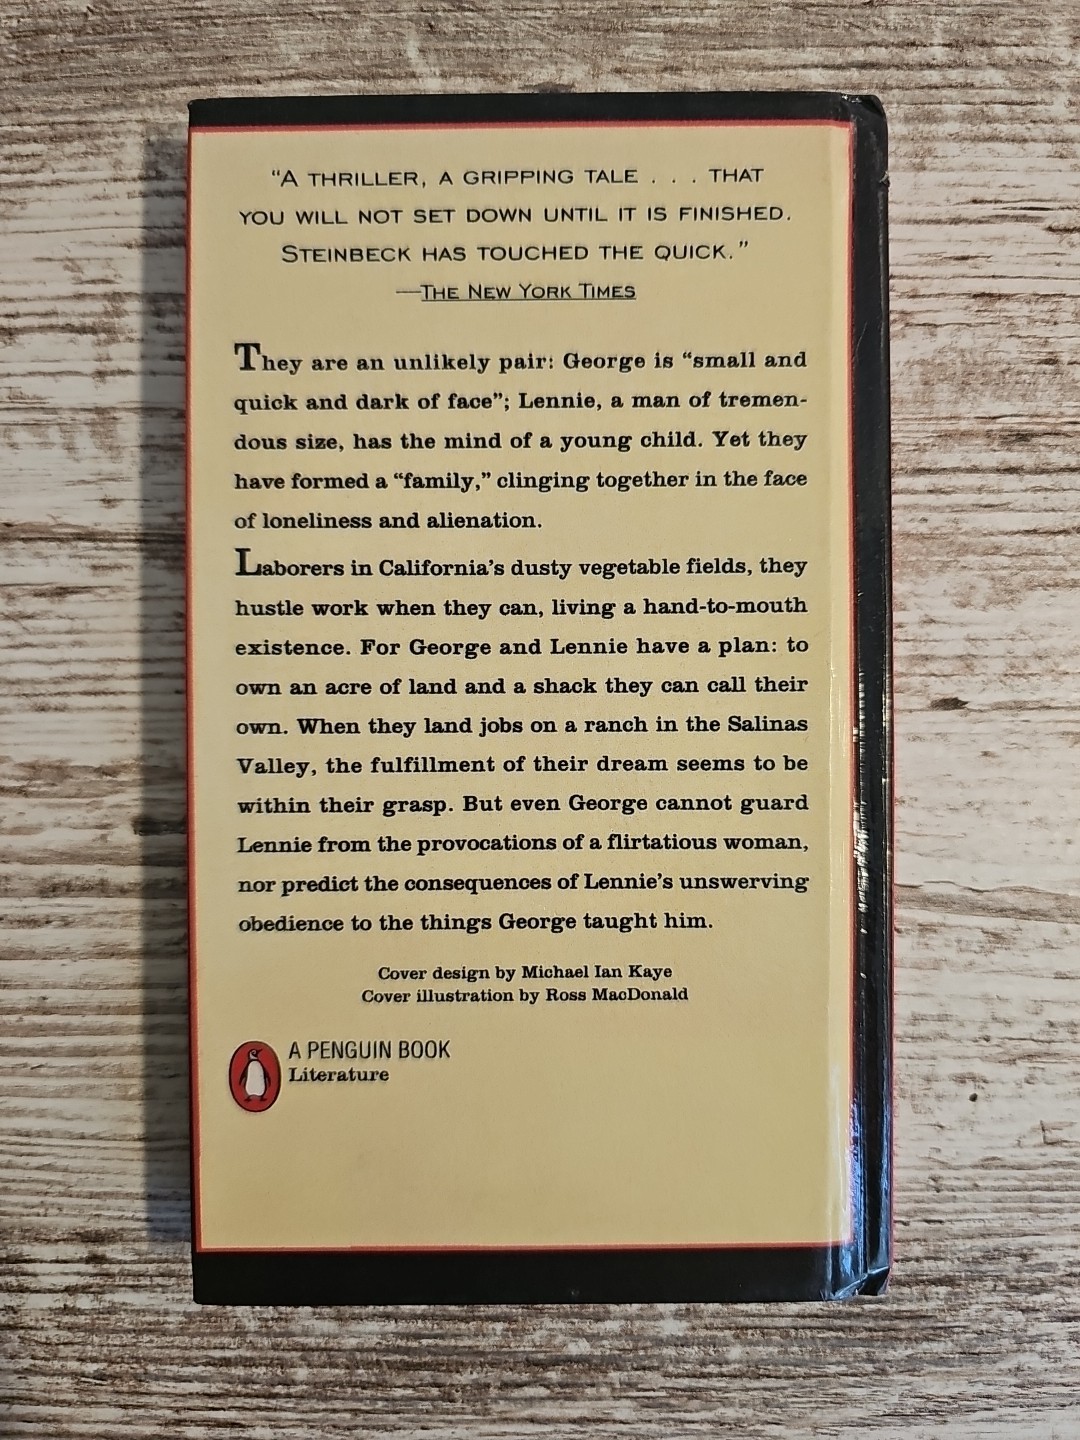 "A THRILLER, A GRIPPING TALE . . . THAT
YOU WILL NOT SET DOWN UNTIL IT IS FINISHED.
STEINBECK HAS TOUCHED THE QUICK."
—THE NEW YORK TIMES
They are an unlikely pair: George is “small and
quick and dark of face”; Lennie, a man of tremen-
dous size, has the mind of a young child. Yet they
have formed a “family,” clinging together in the face
of loneliness and alienation.
Laborers in California’s dusty vegetable fields, they
hustle work when they can, living a hand-to-mouth
existence. For George and Lennie have a plan: to
own an acre of land and a shack they can call their
own. When they land jobs on a ranch in the Salinas
Valley, the fulfillment of their dream seems to be
within their grasp. But even George cannot guard
Lennie from the provocations of a flirtatious woman,
nor predict the consequences of Lennie’s unswerving
obedience to the things George taught him.
Cover design by Michael Ian Kaye
Cover illustration by Ross MacDonald
A PENGUIN BOOK
Literature